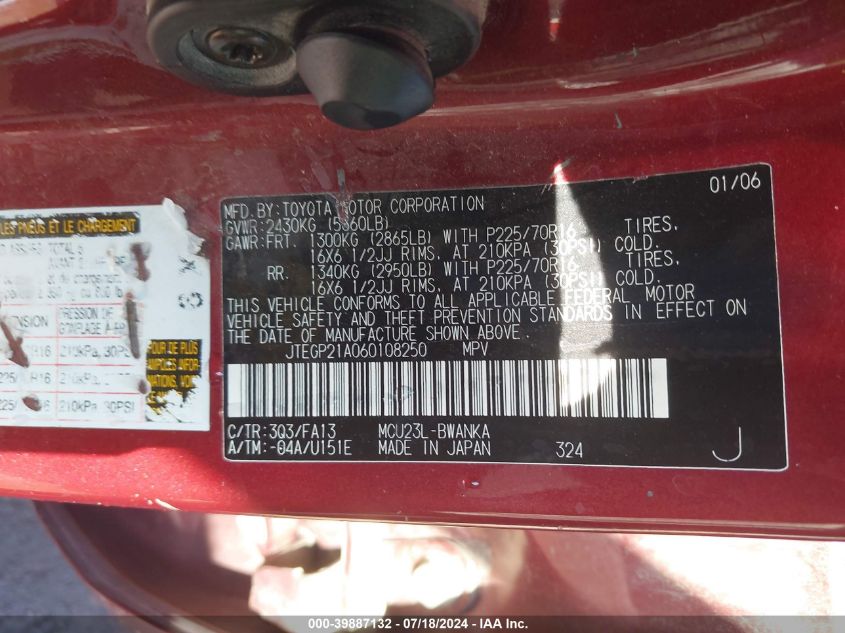 LES PNEUS ET LE CHARGEMENT
TOTAL
PRESSION DE
GONFLAGE À
210kPa, 30PSI
210kPa,
210kPa, 30PSI
01/06
MFD. BY: TOYOTA MOTOR CORPORATION
GVWR: 2430KG (5360LB)
GAWR: FRT. 1300KG (2865LB) WITH P225/70R16 TIRES,
16X6 1/2JJ RIMS, AT 210KPA (30PSI) COLD.
RR. 1340KG (2950LB) WITH P225/70R16 TIRES,
16X6 1/2JJ RIMS, AT 210KPA (30PSI) COLD.
THIS VEHICLE CONFORMS TO ALL APPLICABLE FEDERAL MOTOR
VEHICLE SAFETY AND THEFT PREVENTION STANDARDS IN EFFECT ON
THE DATE OF MANUFACTURE SHOWN ABOVE.
JTEGP21A060108250 MPV
C/TR: 3Q3/FA13 MCU23L-BWANKA
A/TM: -04A/U151E MADE IN JAPAN 324 J
000-39887132 - 07/18/2024 - IAA Inc.